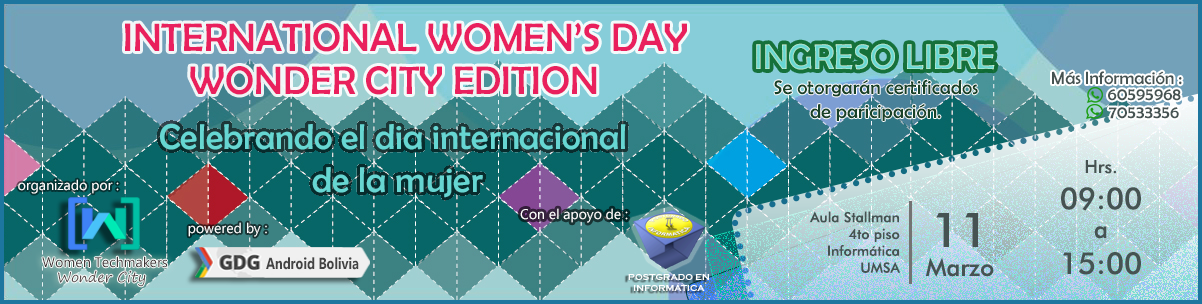 INTERNATIONAL WOMEN'S DAY
WONDER CITY EDITION
Celebrando el dia internacional
de la mujer
organizado por :
Women Techmakers
Wonder City
powered by :
GDG Android Bolivia
Con el apoyo de :
POSTGRADO EN
INFORMÁTICA
INGRESO LIBRE
Se otorgarán certificados
de paricipación.
Más Información :
60595968
70533356
Aula Stallman
4to piso
Informática
UMSA
11
Marzo
Hrs.
09:00
a
15:00